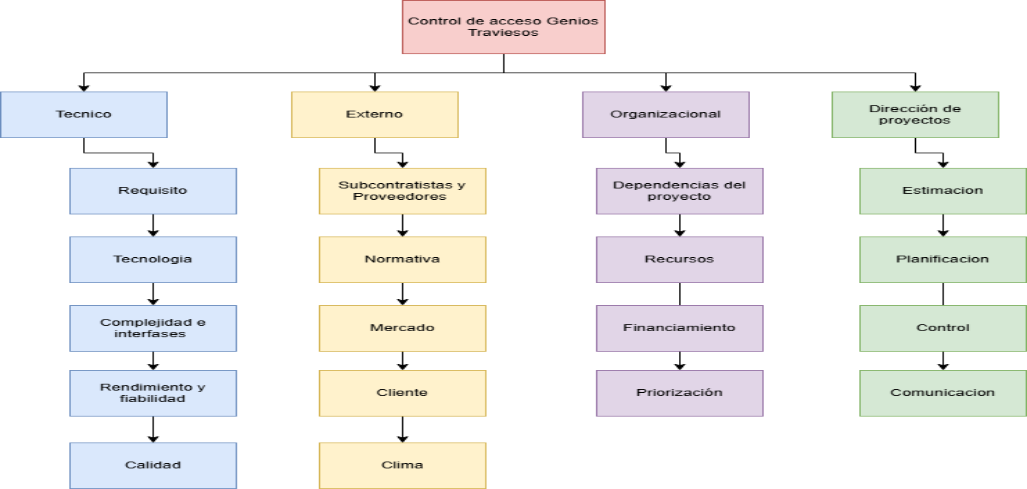 Control de acceso Genios
Traviesos
Tecnico
Externo
Organizacional
Dirección de
proyectos
Requisito
Subcontratistas y
Proveedores
Dependencias del
proyecto
Estimacion
Tecnologia
Normativa
Recursos
Planificacion
Complejidad e
interfases
Mercado
Financiamiento
Control
Rendimiento y
fiabilidad
Cliente
Priorización
Comunicacion
Calidad
Clima